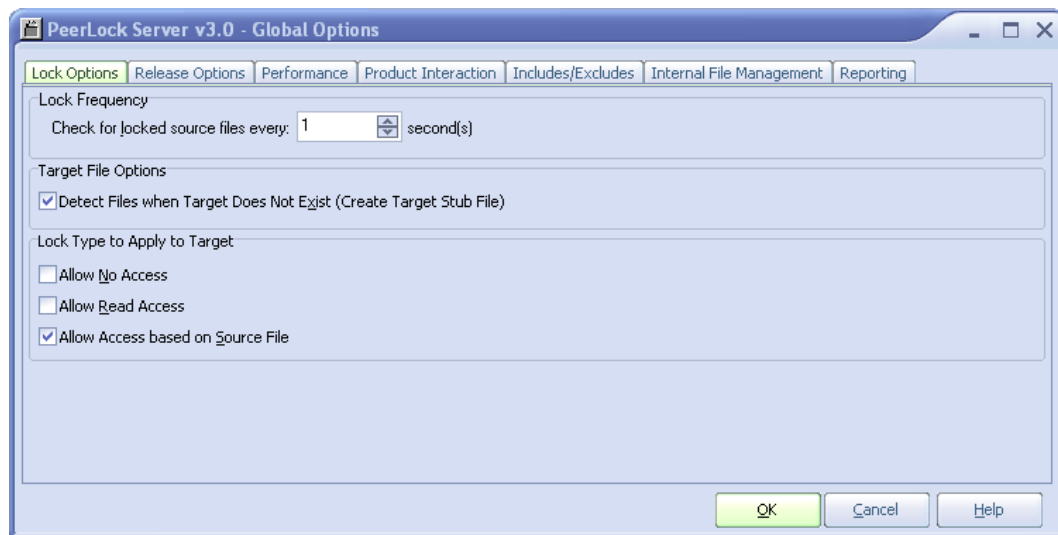 PeerLock Server v3.0 - Global Options
Lock Options Release Options Performance Product Interaction Includes/Excludes Internal File Management Reporting
Lock Frequency
Check for locked source files every: 1 second(s)
Target File Options
Detect Files when Target Does Not Exist (Create Target Stub File)
Lock Type to Apply to Target
Allow No Access
Allow Read Access
Allow Access based on Source File
OK Cancel Help